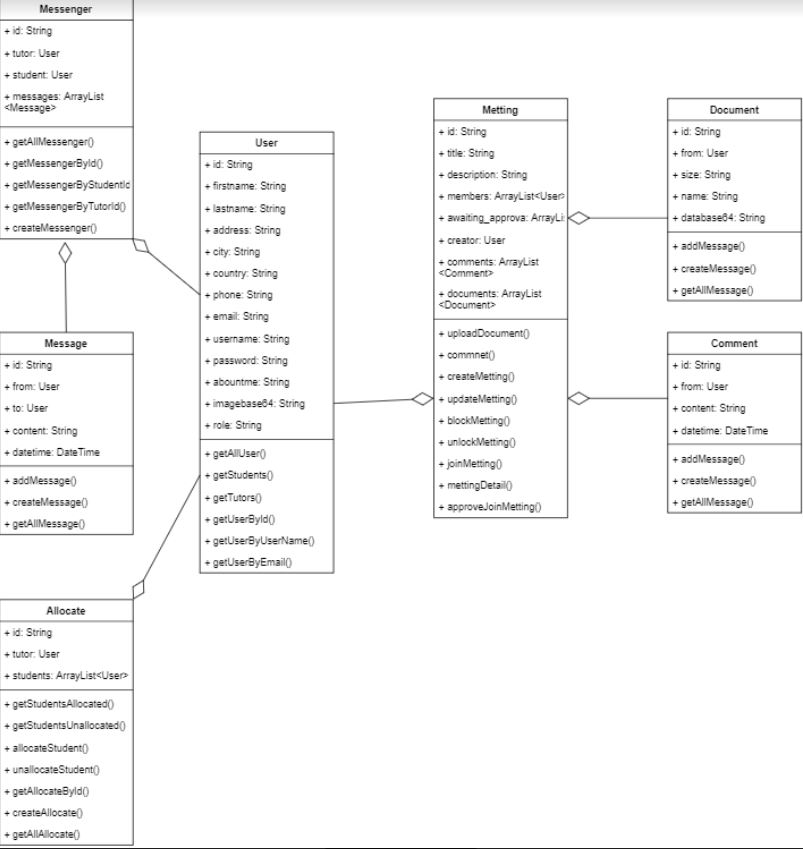 Messenger
+ id: String
+ tutor: User
+ student: User
+ messages: ArrayList
<Message>
+ getAllMessenger()
+ getMessengerById()
+ getMessengerByStudentId
+ getMessengerByTutorId()
+ createMessenger()
Message
+ id: String
+ from: User
+ to: User
+ content: String
+ datetime: DateTime
+ addMessage()
+ createMessage()
+ getAllMessage()
Allocate
+ id: String
+ tutor: User
+ students: ArrayList<User>
+ getStudentsAllocated()
+ getStudentsUnallocated()
+ allocateStudent()
+ unallocateStudent()
+ getAllocateById()
+ createAllocate()
+ getAllAllocate()
User
+ id: String
+ firstname: String
+ lastname: String
+ address: String
+ city: String
+ country: String
+ phone: String
+ email: String
+ username: String
+ password: String
+ abountme: String
+ imagebase64: String
+ role: String
+ getAllUser()
+ getStudents()
+ getTutors()
+ getUserById()
+ getUserByUserName()
+ getUserByEmail()
Metting
+ id: String
+ title: String
+ description: String
+ members: ArrayList<User>
+ awaiting_approva: ArrayLi
+ creator: User
+ comments: ArrayList
<Comment>
+ documents: ArrayList
<Document>
+ uploadDocument()
+ commnet()
+ createMetting()
+ updateMetting()
+ blockMetting()
+ unlockMetting()
+ joinMetting()
+ mettingDetail()
+ approveJoinMetting()
Document
+ id: String
+ from: User
+ size: String
+ name: String
+ database64: String
+ addMessage()
+ createMessage()
+ getAllMessage()
Comment
+ id: String
+ from: User
+ content: String
+ datetime: DateTime
+ addMessage()
+ createMessage()
+ getAllMessage()